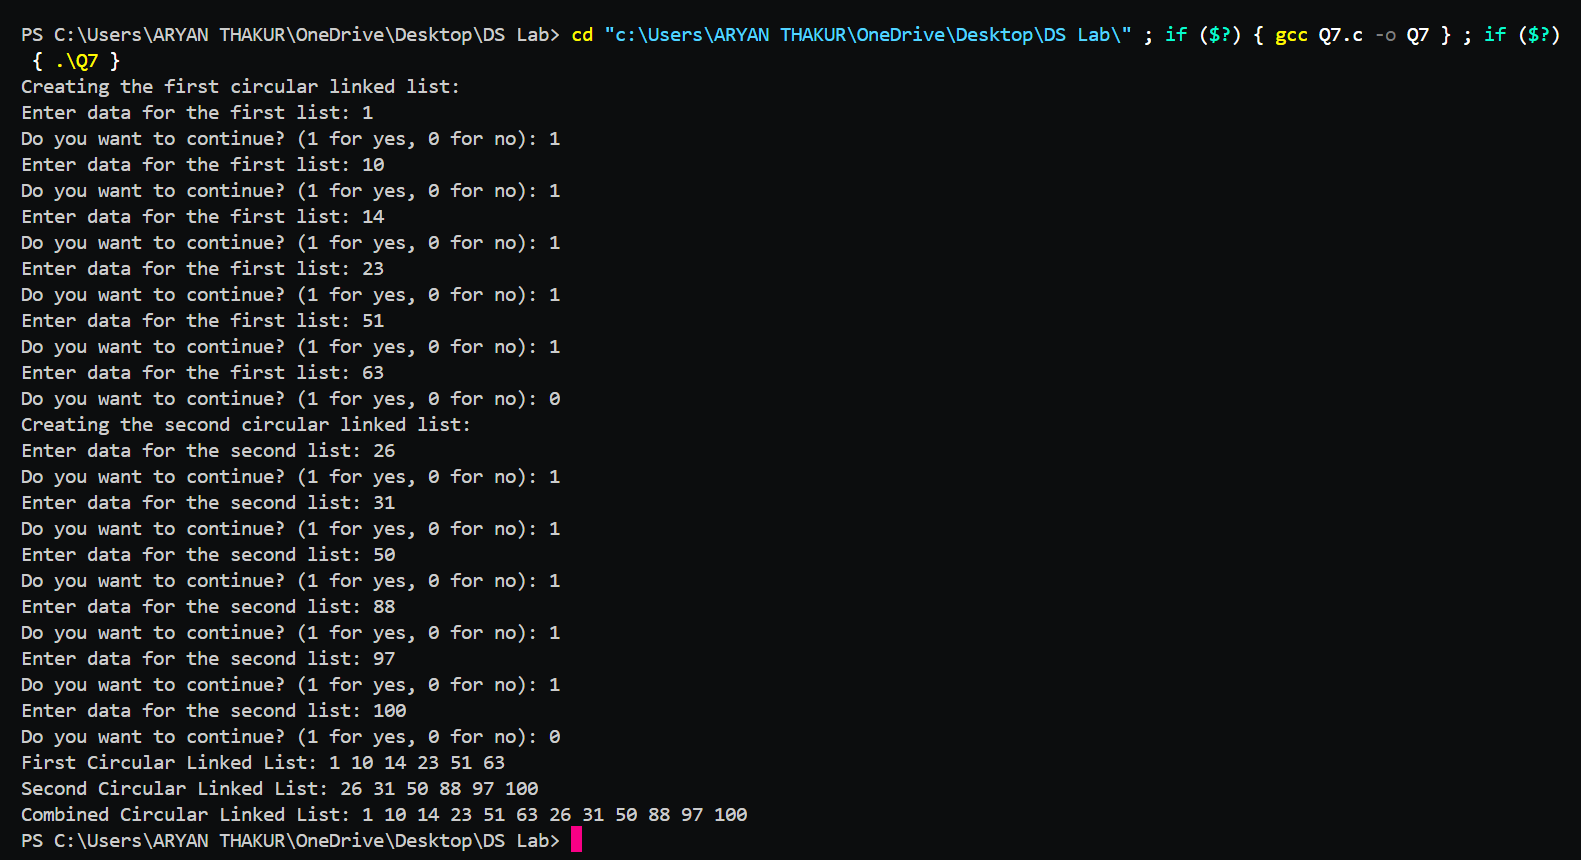 PS C:\Users\ARYAN THAKUR\OneDrive\Desktop\DS Lab> cd "c:\Users\ARYAN THAKUR\OneDrive\Desktop\DS Lab\" ; if ($?) { gcc Q7.c -o Q7 } ; if ($?)
 { .\Q7 }
Creating the first circular linked list:
Enter data for the first list: 1
Do you want to continue? (1 for yes, 0 for no): 1
Enter data for the first list: 10
Do you want to continue? (1 for yes, 0 for no): 1
Enter data for the first list: 14
Do you want to continue? (1 for yes, 0 for no): 1
Enter data for the first list: 23
Do you want to continue? (1 for yes, 0 for no): 1
Enter data for the first list: 51
Do you want to continue? (1 for yes, 0 for no): 1
Enter data for the first list: 63
Do you want to continue? (1 for yes, 0 for no): 0
Creating the second circular linked list:
Enter data for the second list: 26
Do you want to continue? (1 for yes, 0 for no): 1
Enter data for the second list: 31
Do you want to continue? (1 for yes, 0 for no): 1
Enter data for the second list: 50
Do you want to continue? (1 for yes, 0 for no): 1
Enter data for the second list: 88
Do you want to continue? (1 for yes, 0 for no): 1
Enter data for the second list: 97
Do you want to continue? (1 for yes, 0 for no): 1
Enter data for the second list: 100
Do you want to continue? (1 for yes, 0 for no): 0
First Circular Linked List: 1 10 14 23 51 63
Second Circular Linked List: 26 31 50 88 97 100
Combined Circular Linked List: 1 10 14 23 51 63 26 31 50 88 97 100
PS C:\Users\ARYAN THAKUR\OneDrive\Desktop\DS Lab>